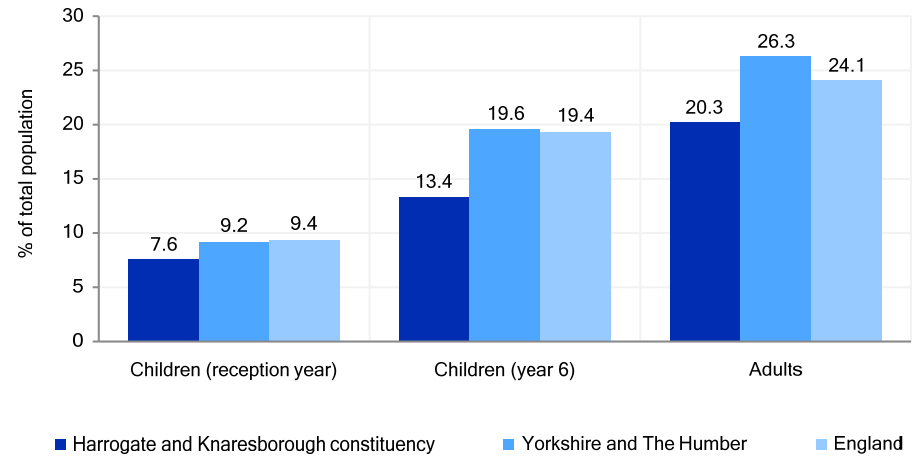 % of total population
30
25
20
15
10
5
0
7.6
9.2
9.4
13.4
19.6
19.4
20.3
26.3
24.1
Children (reception year)
Children (year 6)
Adults
Harrogate and Knaresborough constituency
Yorkshire and The Humber
England